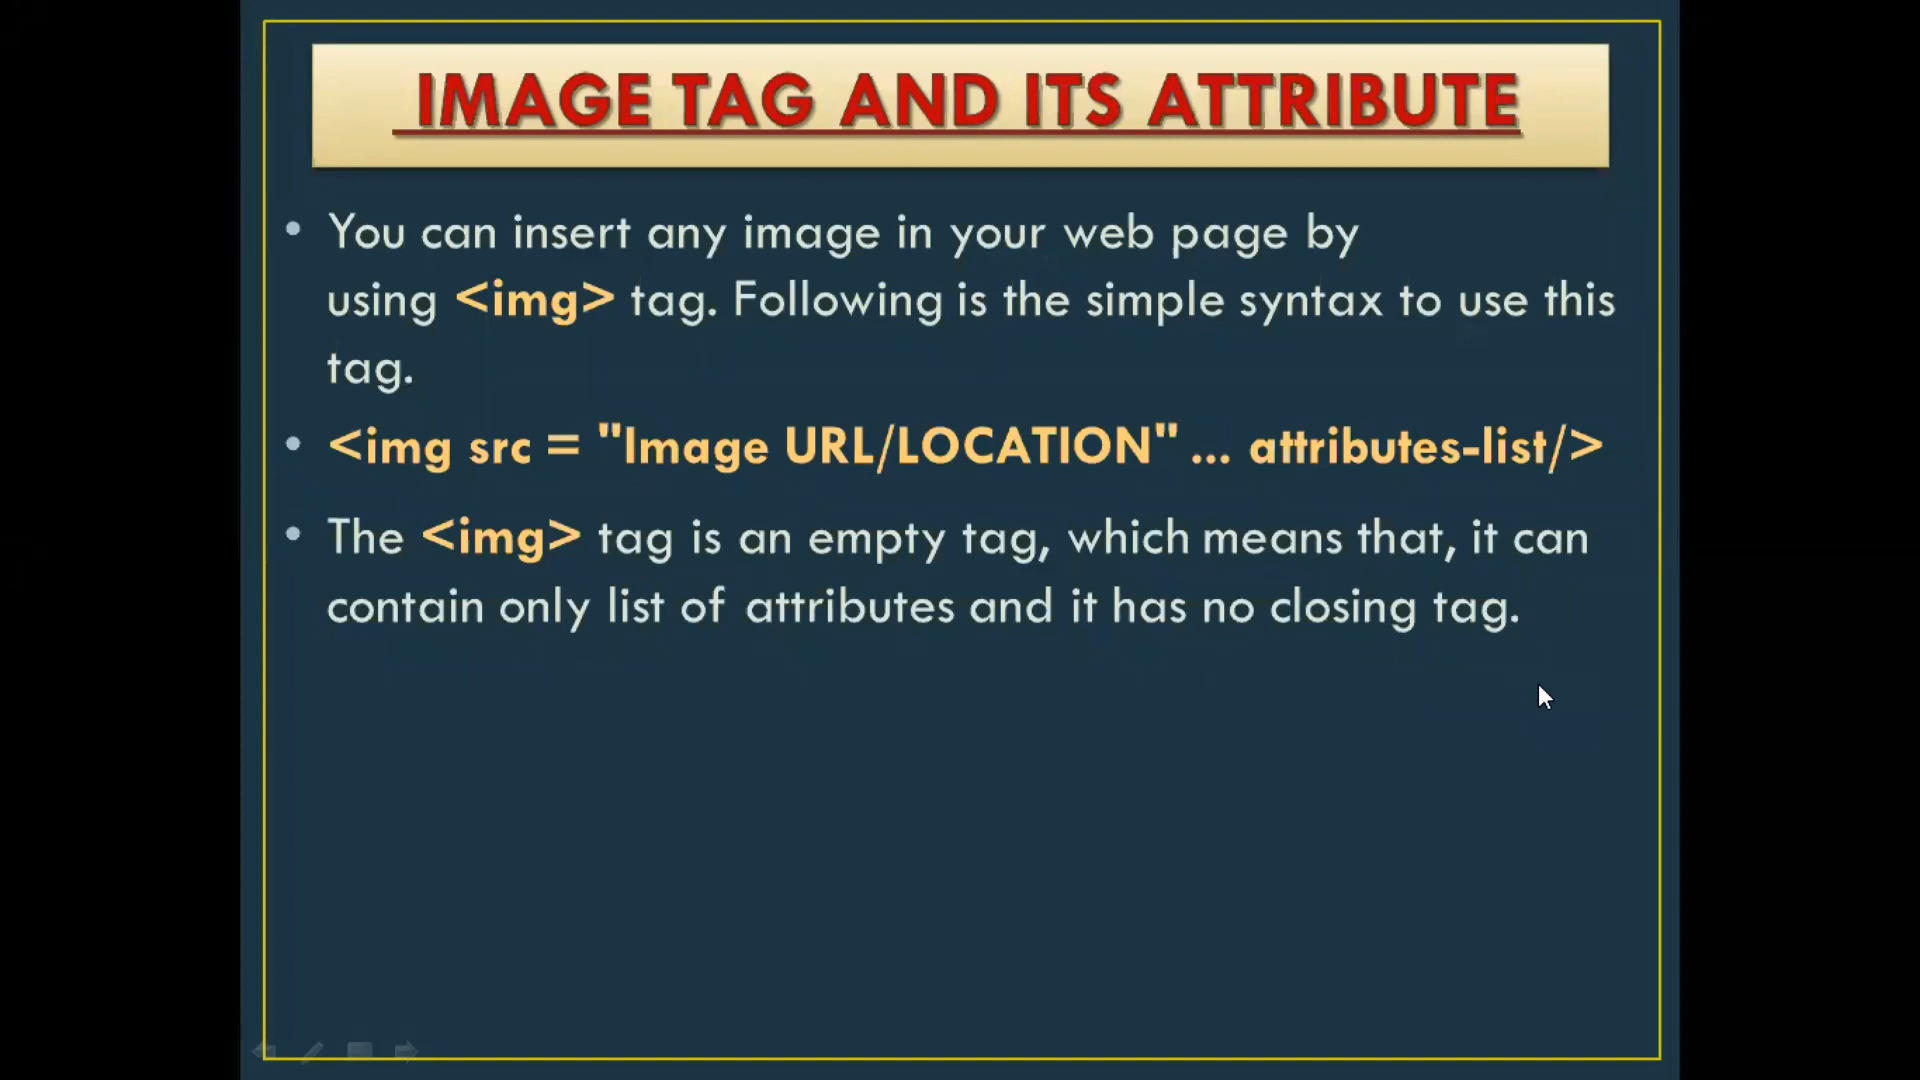 IMAGE TAG AND ITS ATTRIBUTE
• You can insert any image in your web page by
using <img> tag. Following is the simple syntax to use this
tag.
• <img src = "Image URL/LOCATION" ... attributes-list/>
• The <img> tag is an empty tag, which means that, it can
contain only list of attributes and it has no closing tag.